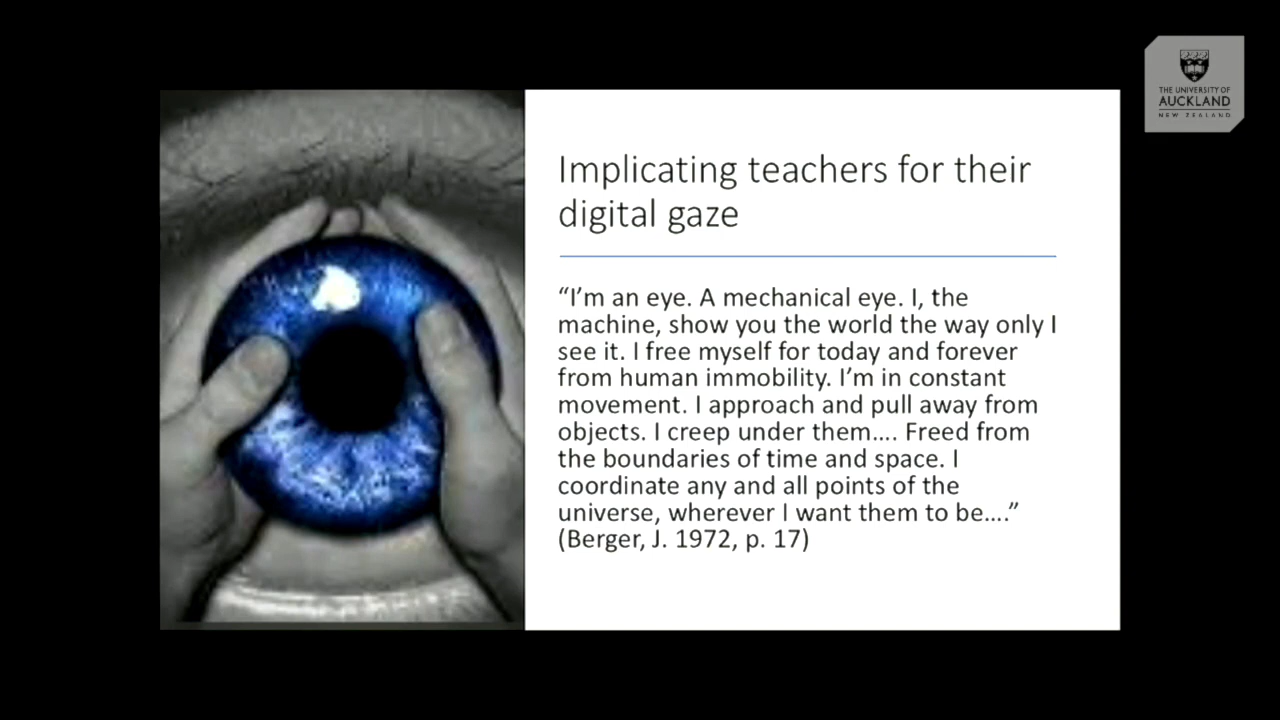 THE UNIVERSITY OF
AUCKLAND
NEW ZEALAND
Implicating teachers for their
digital gaze
“I’m an eye. A mechanical eye. I, the
machine, show you the world the way only I
see it. I free myself for today and forever
from human immobility. I’m in constant
movement. I approach and pull away from
objects. I creep under them…. Freed from
the boundaries of time and space. I
coordinate any and all points of the
universe, wherever I want them to be….”
(Berger, J. 1972, p. 17)